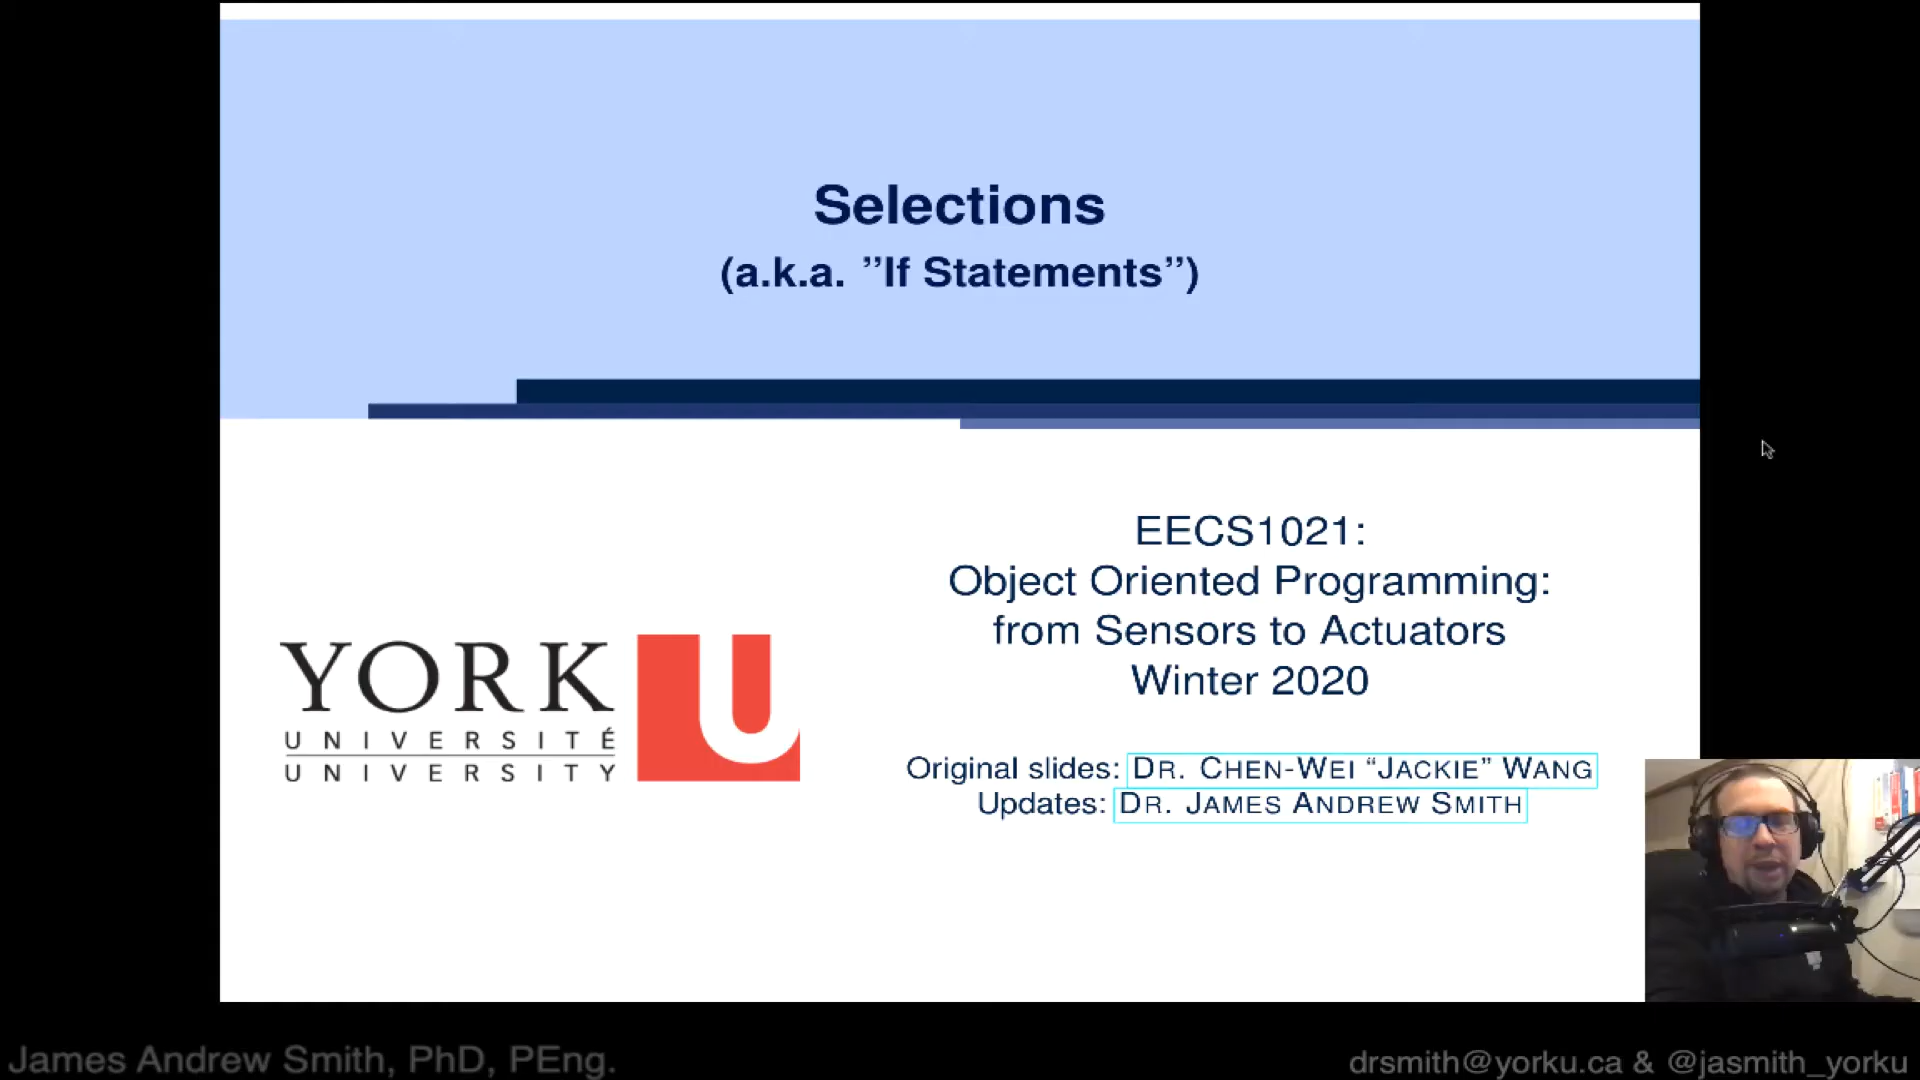 Selections
(a.k.a. ”If Statements”)
EECS1021:
Object Oriented Programming:
from Sensors to Actuators
Winter 2020
YORK
UNIVERSITÉ
UNIVERSITY
U
Original slides: DR. CHEN-WEI “JACKIE” WANG
Updates: DR. JAMES ANDREW SMITH
James Andrew Smith, PhD, PEng.
drsmith@yorku.ca & @jasmith_yorku